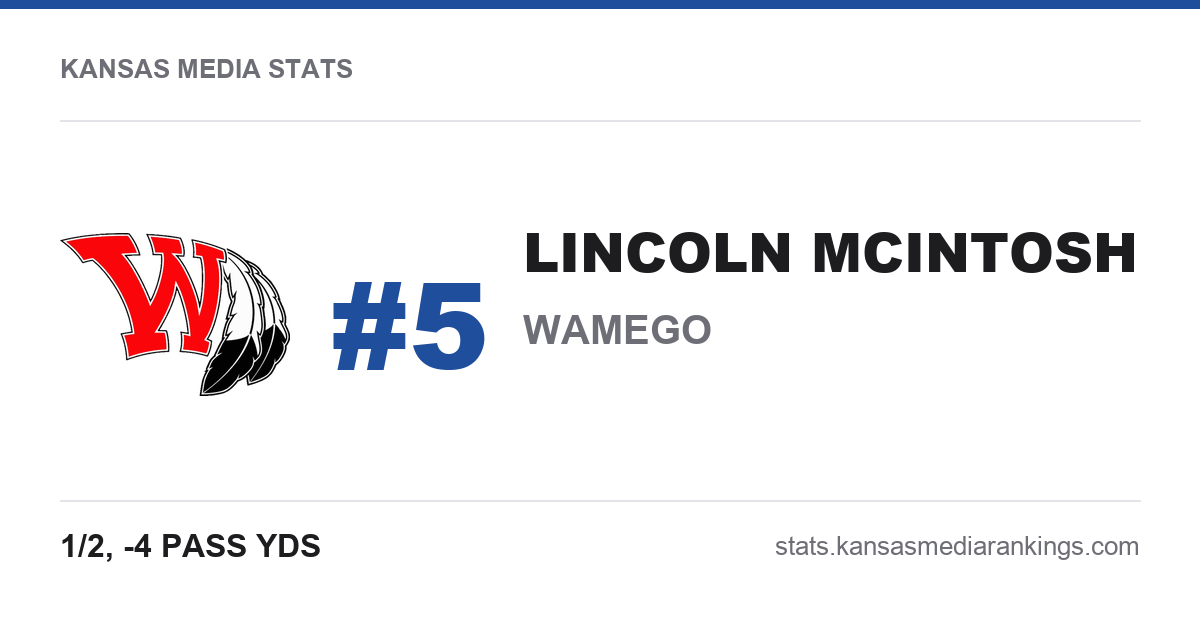 KANSAS MEDIA STATS
W
#5
LINCOLN MCINTOSH
WAMEGO
1/2, -4 PASS YDS
stats.kansasmediarankings.com